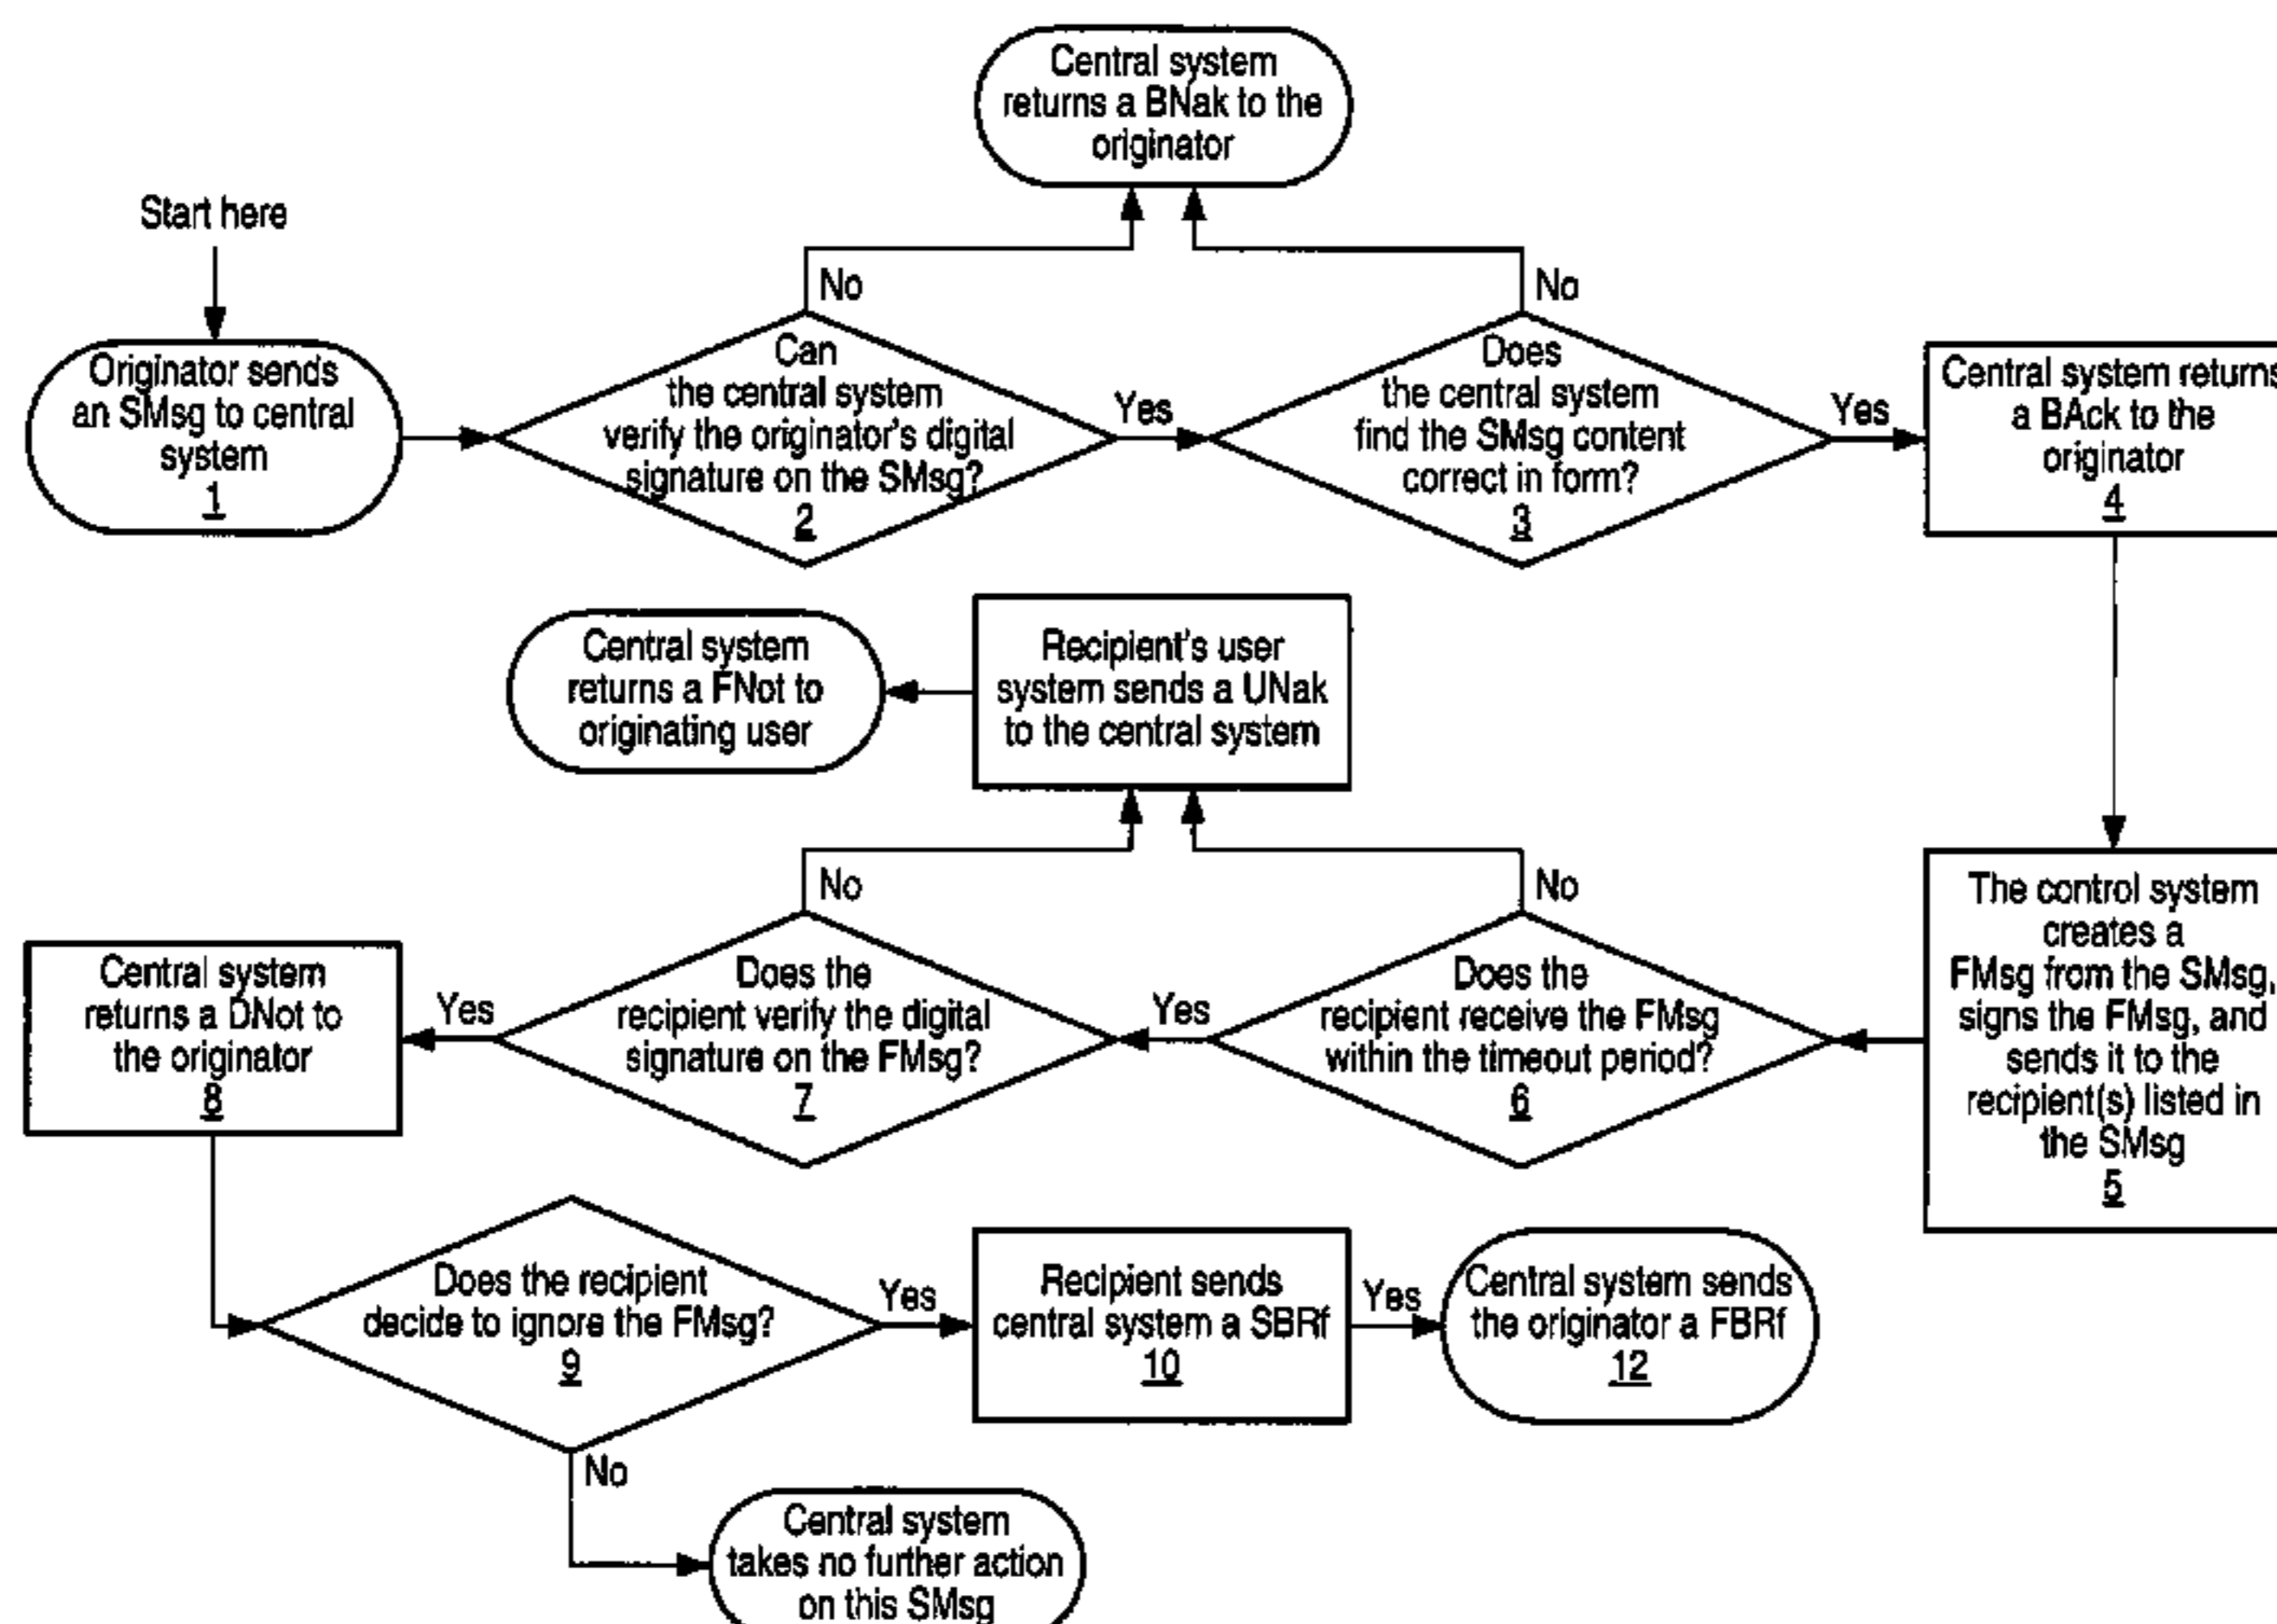 Central system
returns a BNak to the
originator
Start here
Originator sends
an SMsg to central
system
1
No
Can
the central system
verify the originator's digital
signature on the SMsg?
2
Yes
No
Does
the central system
find the SMsg content
correct in form?
3
Yes
Central system returns
a BAck to the
originator
4
Central system
returns a FNot to
originating user
Recipient's user
system sends a UNak
to the central system
The control system
creates a
FMsg from the SMsg,
signs the FMsg, and
sends it to the
recipient(s) listed in
the SMsg
5
No
Does the
recipient receive the FMsg
within the timeout period?
6
Yes
No
Does the
recipient verify the digital
signature on the FMsg?
7
Yes
Central system
returns a DNot to
the originator
8
Does the recipient
decide to ignore the FMsg?
9
Yes
Recipient sends
central system a SBRf
10
Yes
Central system sends
the originator a FBRf
12
No
Central system
takes no further action
on this SMsg